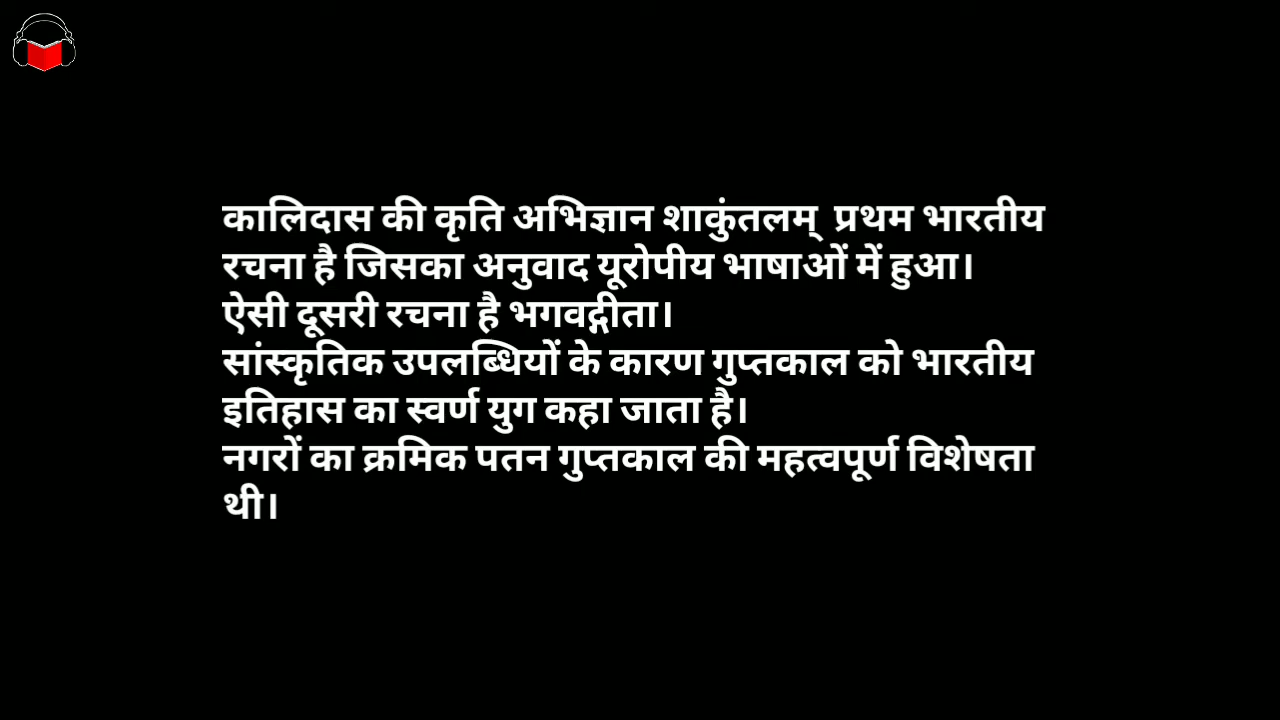 कालिदास की कृति अभिज्ञान शाकुंतलम्  प्रथम भारतीय
रचना है जिसका अनुवाद यूरोपीय भाषाओं में हुआ।
ऐसी दूसरी रचना है भगवद्गीता।
सांस्कृतिक उपलब्धियों के कारण गुप्तकाल को भारतीय
इतिहास का स्वर्ण युग कहा जाता है।
नगरों का क्रमिक पतन गुप्तकाल की महत्वपूर्ण विशेषता
थी।